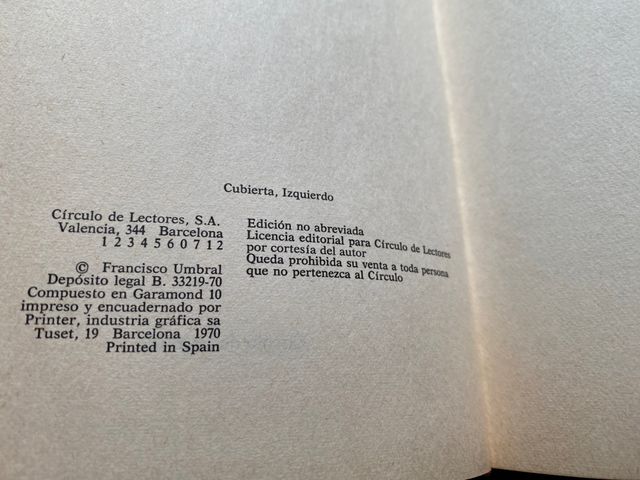 Cubierta, Izquierdo
Círculo de Lectores, S.A.
Valencia, 344 Barcelona
1 2 3 4 5 6 0 7 1 2
© Francisco Umbral
Depósito legal B. 33219-70
Compuesto en Garamond 10
impreso y encuadernado por
Printer, industria gráfica sa
Tuset, 19 Barcelona 1970
Printed in Spain
Edición no abreviada
Licencia editorial para Círculo de Lectores
por cortesía del autor
Queda prohibida su venta a toda persona
que no pertenezca al Círculo